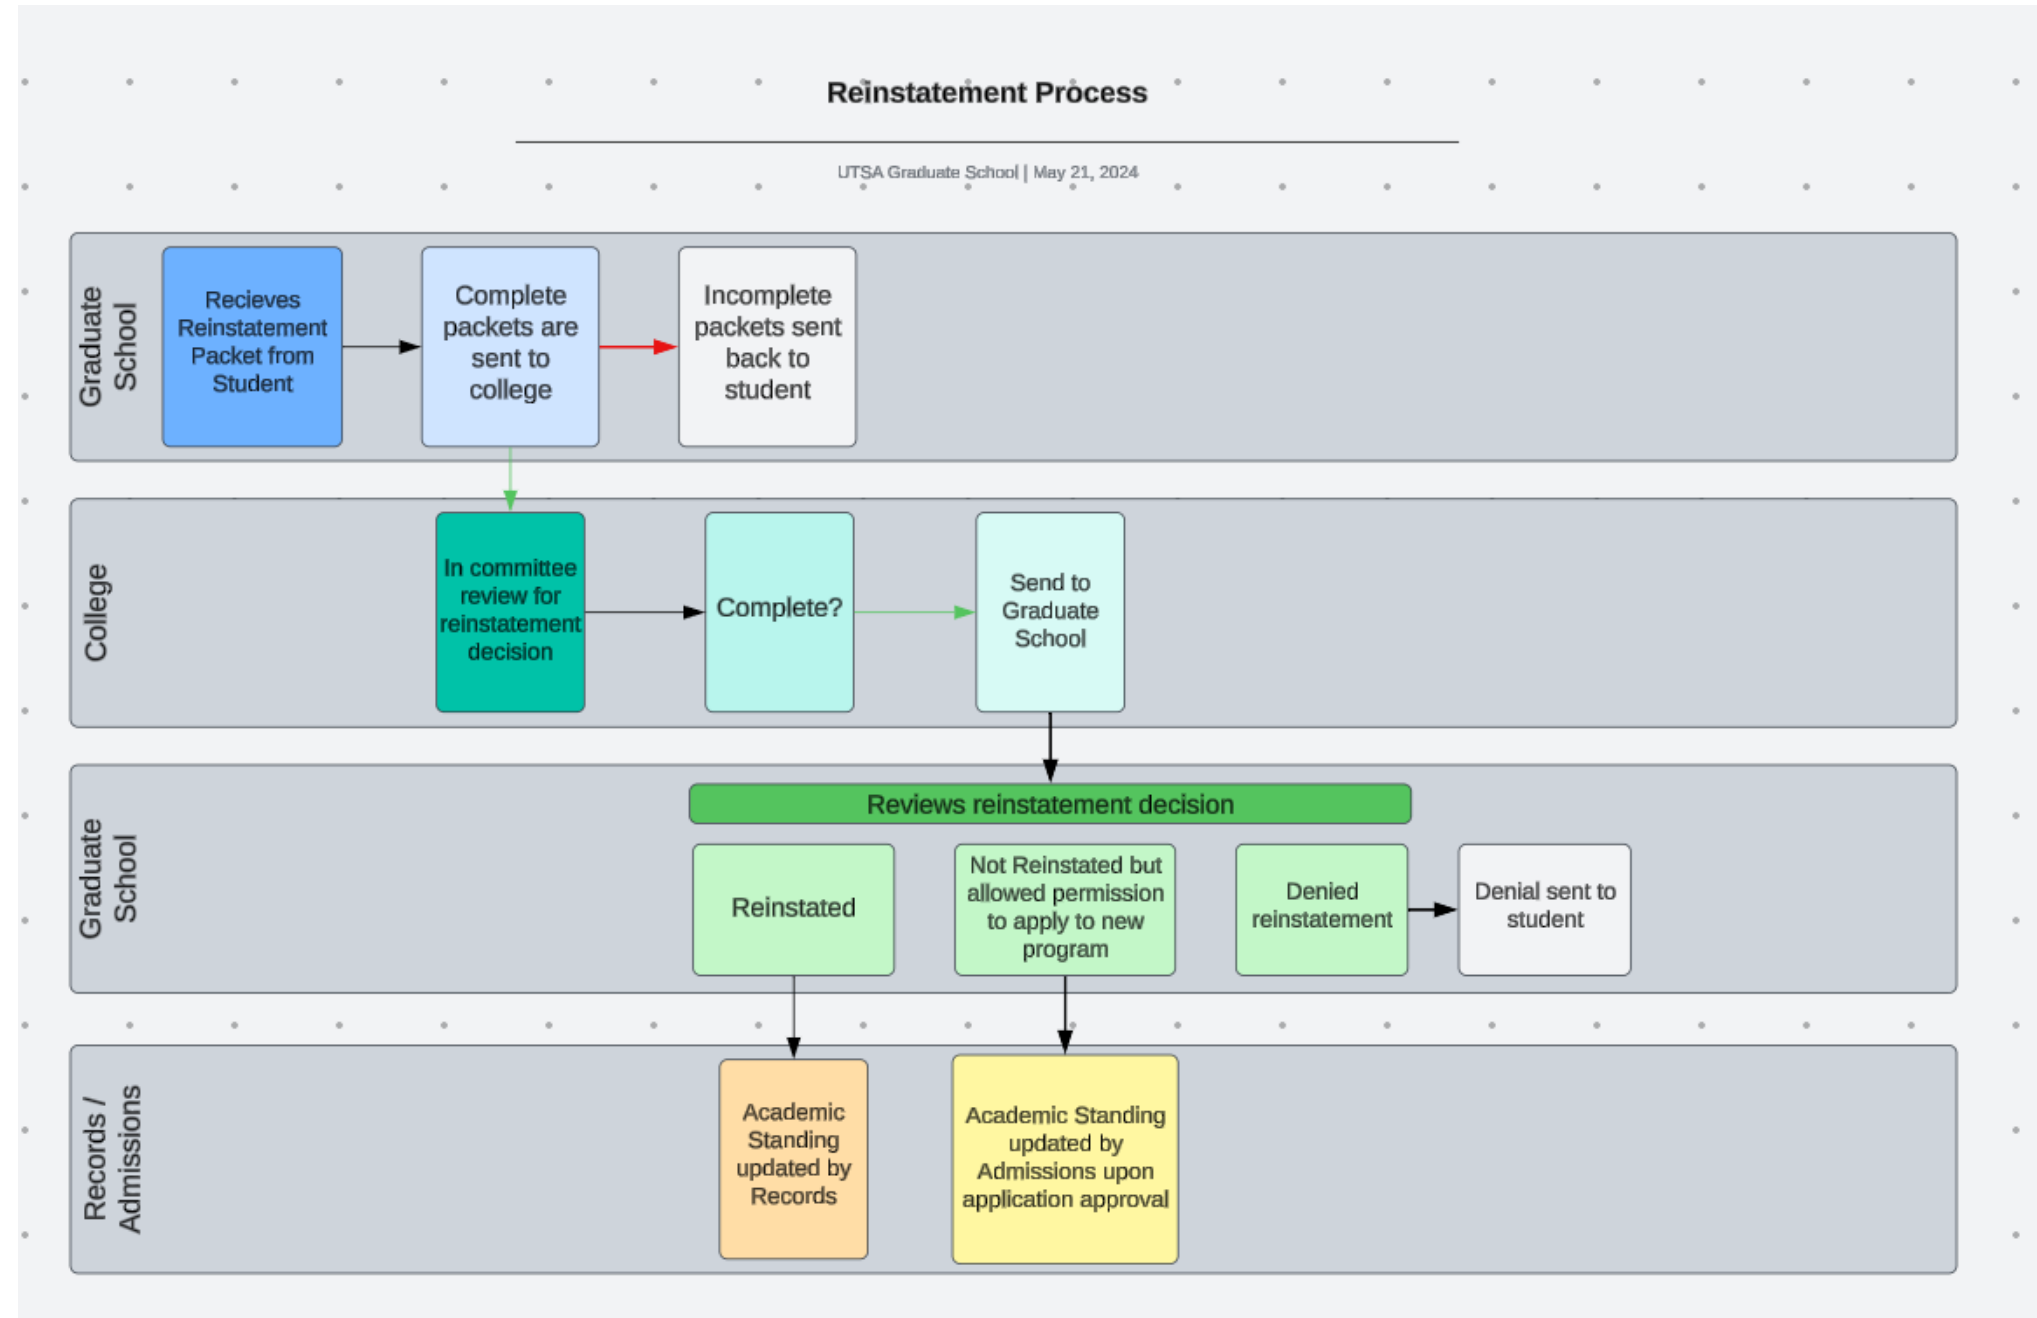 Reinstatement Process
UTSA Graduate School | May 21, 2024
Graduate
School
Recieves
Reinstatement
Packet from
Student
Complete
packets are
sent to
college
Incomplete
packets sent
back to
student
College
In committee
review for
reinstatement
decision
Complete?
Send to
Graduate
School
Graduate
School
Reviews reinstatement decision
Reinstated
Not Reinstated but
allowed permission
to apply to new
program
Denied
reinstatement
Denial sent to
student
Records /
Admissions
Academic
Standing
updated by
Records
Academic Standing
updated by
Admissions upon
application approval